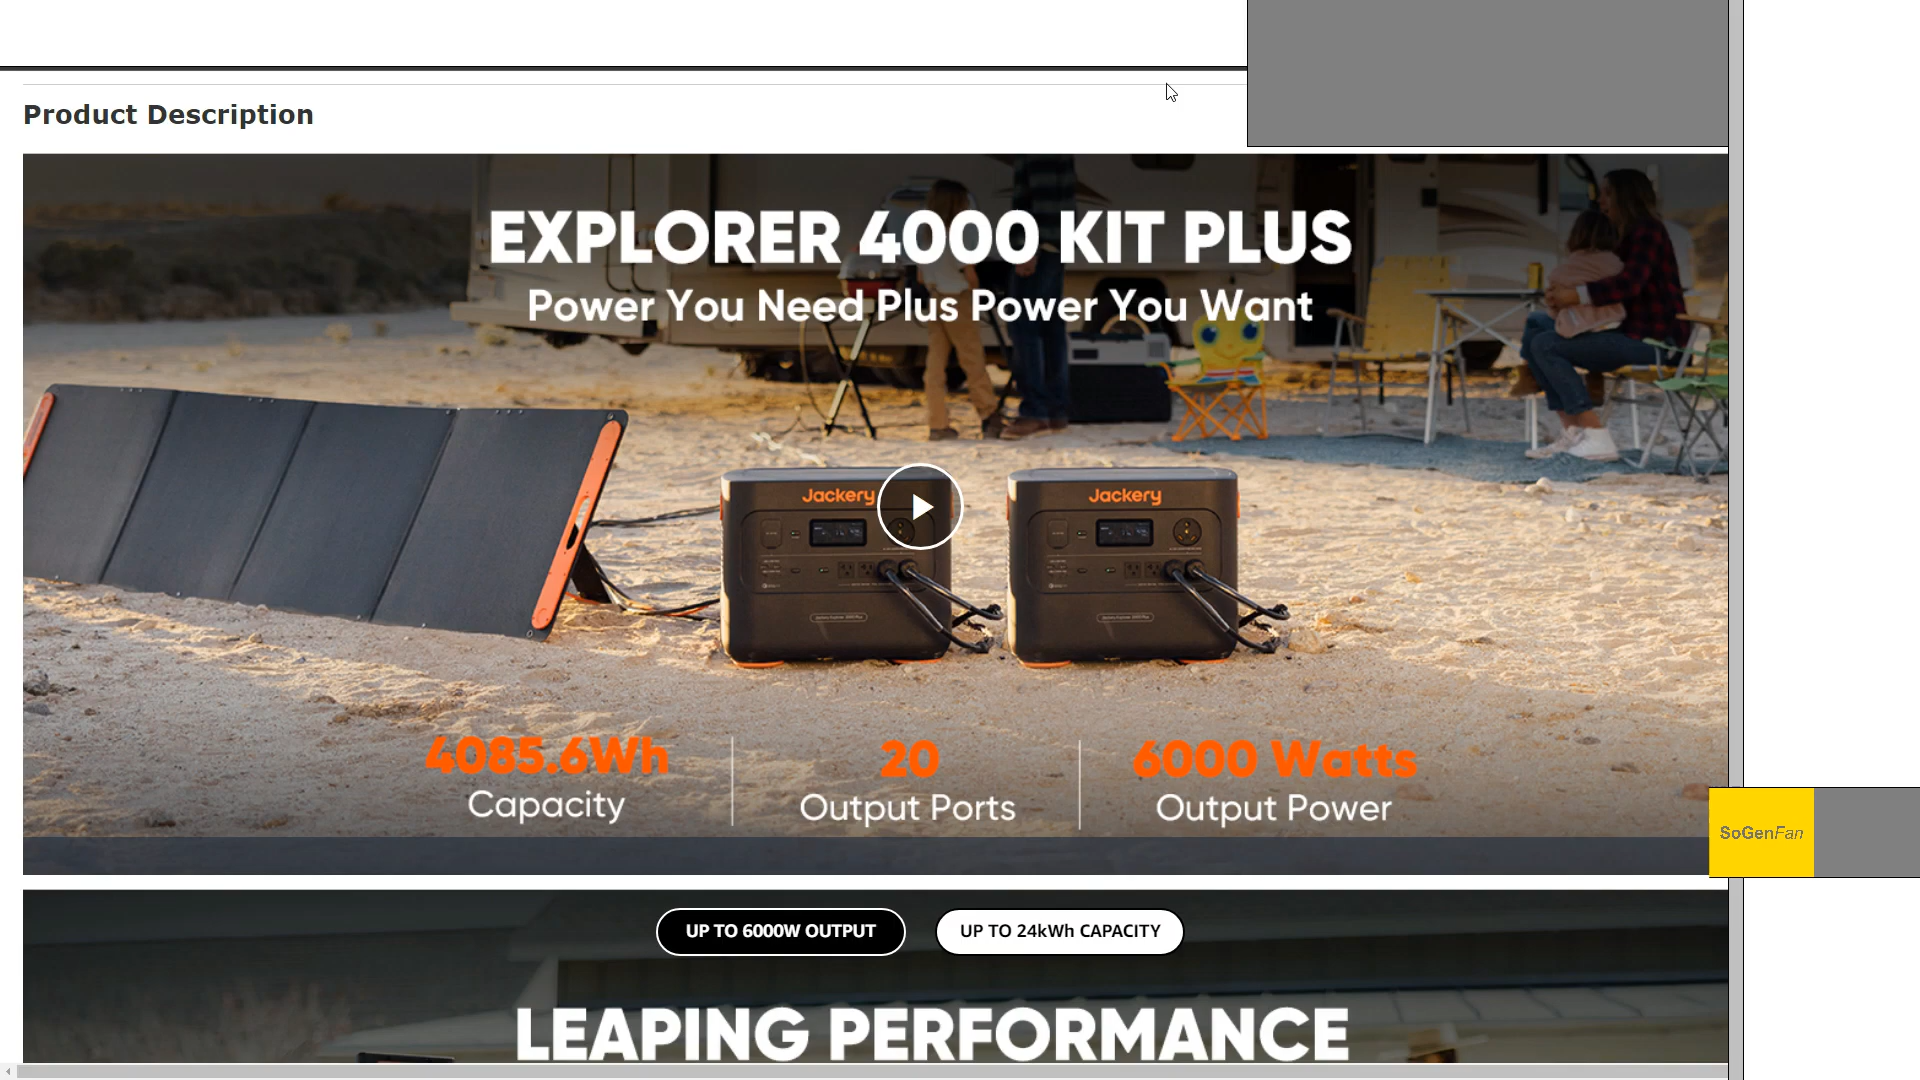 Product Description
EXPLORER 4000 KIT PLUS
Power You Need Plus Power You Want
Jackery
Jackery
4085.6Wh
Capacity
20
Output Ports
6000 Watts
Output Power
SoGenFan
UP TO 6000W OUTPUT
UP TO 24kWh CAPACITY
LEAPING PERFORMANCE